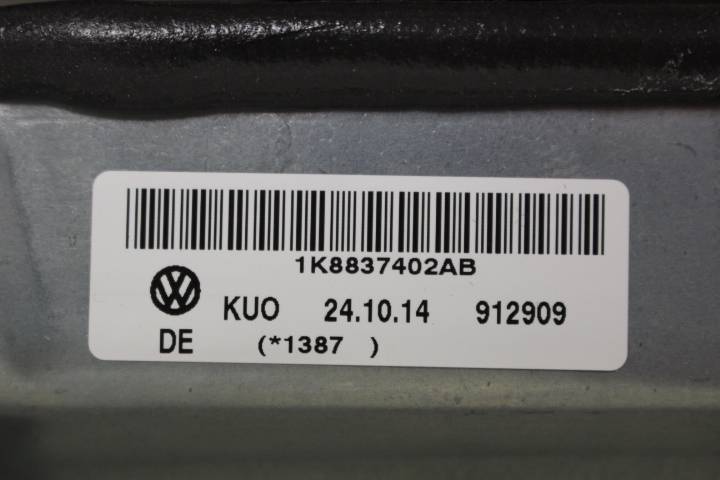 1K8837402AB
KUO 24.10.14 912909
DE (*1387 )